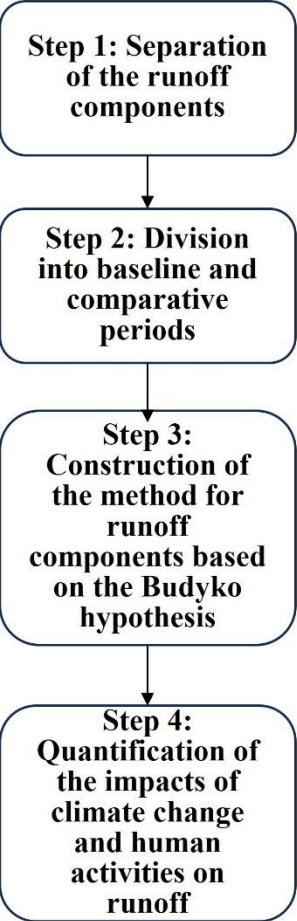 Step 1: Separation
of the runoff
components
Step 2: Division
into baseline and
comparative
periods
Step 3:
Construction of
the method for
runoff
components based
on the Budyko
hypothesis
Step 4:
Quantification of
the impacts of
climate change
and human
activities on
runoff